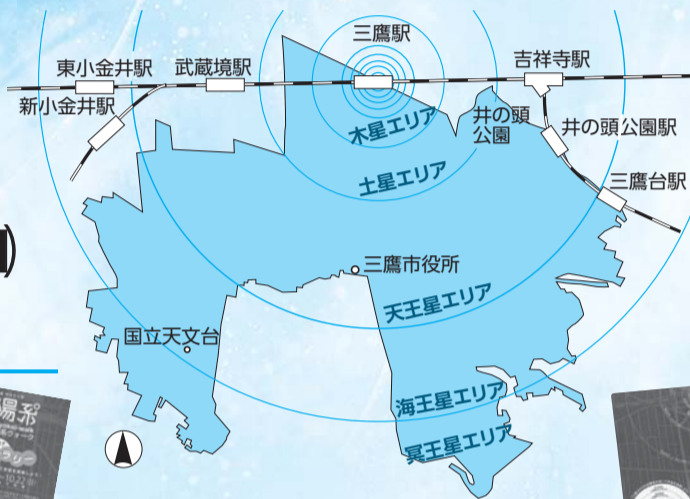 三鷹駅
吉祥寺駅
東小金井駅
武蔵境駅
新小金井駅
木星エリア
井の頭
公園
井の頭公園駅
土星エリア
三鷹台駅
三鷹市役所
天王星エリア
国立天文台
海王星エリア
冥王星エリア